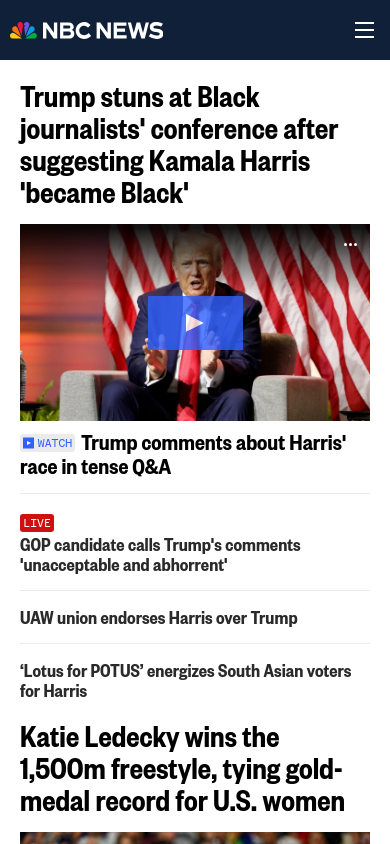 NBC NEWS
Trump stuns at Black
journalists' conference after
suggesting Kamala Harris
'became Black'
WATCH Trump comments about Harris'
race in tense Q&A
LIVE
GOP candidate calls Trump's comments
'unacceptable and abhorrent'
UAW union endorses Harris over Trump
‘Lotus for POTUS’ energizes South Asian voters
for Harris
Katie Ledecky wins the
1,500m freestyle, tying gold-
medal record for U.S. women